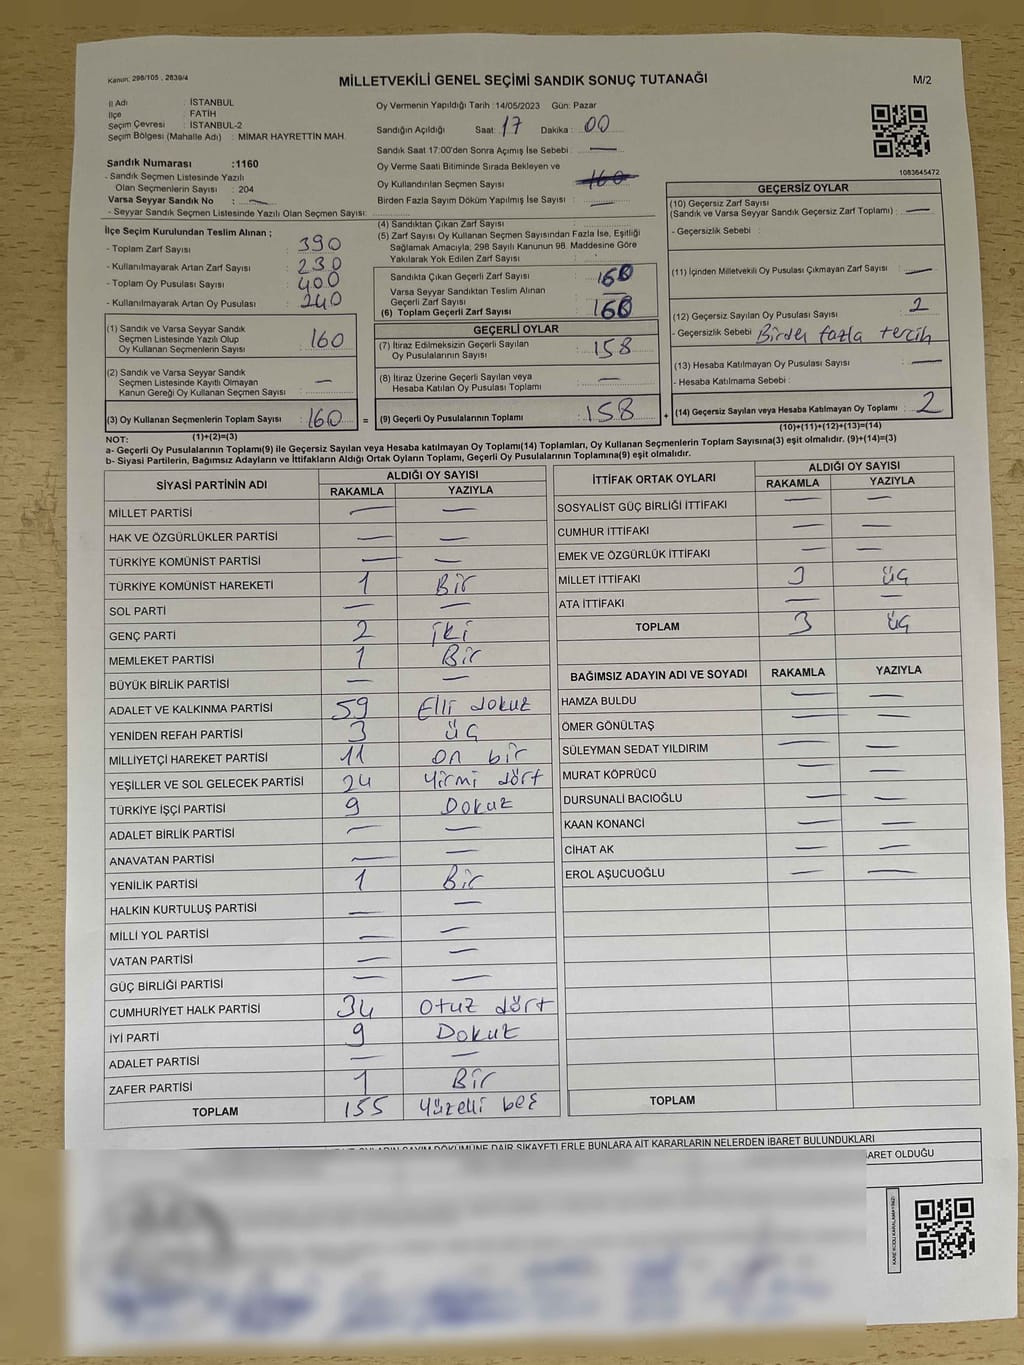 Kanun: 298/105 , 2839/4
MİLLETVEKİLİ GENEL SEÇİMİ SANDIK SONUÇ TUTANAĞI
M/2
İl Adı : İSTANBUL
İlçe : FATİH
Seçim Çevresi : İSTANBUL-2
Seçim Bölgesi (Mahalle Adı) : MİMAR HAYRETTİN MAH.
Sandık Numarası :1160
- Sandık Seçmen Listesinde Yazılı
Olan Seçmenlerin Sayısı : 204
Varsa Seyyar Sandık No : —
- Seyyar Sandık Seçmen Listesinde Yazılı Olan Seçmen Sayısı:
Oy Vermenin Yapıldığı Tarih :14/05/2023 Gün: Pazar
Sandığın Açıldığı Saat: 17 Dakika : 00
Sandık Saat 17:00'den Sonra Açılmış İse Sebebi : —
Oy Verme Saati Bitiminde Sırada Bekleyen ve
Oy Kullandırılan Seçmen Sayısı : 160
Birden Fazla Sayım Döküm Yapılmış İse Sayısı : —
1083645472
İlçe Seçim Kurulundan Teslim Alınan ;
- Toplam Zarf Sayısı : 390
- Kullanılmayarak Artan Zarf Sayısı : 230
- Toplam Oy Pusulası Sayısı : 400
- Kullanılmayarak Artan Oy Pusulası : 240
(1) Sandık ve Varsa Seyyar Sandık
Seçmen Listesinde Yazılı Olup
Oy Kullanan Seçmenlerin Sayısı : 160
(2) Sandık ve Varsa Seyyar Sandık
Seçmen Listesinde Kayıtlı Olmayan
Kanun Gereği Oy Kullanan Seçmen Sayısı : —
(3) Oy Kullanan Seçmenlerin Toplam Sayısı : 160 =
(1)+(2)=(3)
(4) Sandıktan Çıkan Zarf Sayısı :
(5) Zarf Sayısı Oy Kullanan Seçmen Sayısından Fazla İse, Eşitliği
Sağlamak Amacıyla; 298 Sayılı Kanunun 98. Maddesine Göre
Yakılarak Yok Edilen Zarf Sayısı :
Sandıkta Çıkan Geçerli Zarf Sayısı : 160
Varsa Seyyar Sandıktan Teslim Alınan
Geçerli Zarf Sayısı :
(6) Toplam Geçerli Zarf Sayısı : 160
GEÇERLİ OYLAR
(7) İtiraz Edilmeksizin Geçerli Sayılan
Oy Pusulalarının Sayısı : 158
(8) İtiraz Üzerine Geçerli Sayılan veya
Hesaba Katılan Oy Pusulası Toplamı : —
(9) Geçerli Oy Pusulalarının Toplamı : 158 +
GEÇERSİZ OYLAR
(10) Geçersiz Zarf Sayısı
(Sandık ve Varsa Seyyar Sandık Geçersiz Zarf Toplamı) : —
- Geçersizlik Sebebi :
(11) İçinden Milletvekili Oy Pusulası Çıkmayan Zarf Sayısı : —
(12) Geçersiz Sayılan Oy Pusulası Sayısı : 2
- Geçersizlik Sebebi : Birden fazla tercih
(13) Hesaba Katılmayan Oy Pusulası Sayısı : —
- Hesaba Katılmama Sebebi :
(14) Geçersiz Sayılan veya Hesaba Katılmayan Oy Toplamı : 2
(10)+(11)+(12)+(13)=(14)
NOT:
a- Geçerli Oy Pusulalarının Toplamı(9) ile Geçersiz Sayılan veya Hesaba katılmayan Oy Toplamı(14) Toplamları, Oy Kullanan Seçmenlerin Toplam Sayısına(3) eşit olmalıdır. (9)+(14)=(3)
b- Siyasi Partilerin, Bağımsız Adayların ve İttifakların Aldığı Ortak Oyların Toplamı, Geçerli Oy Pusulalarının Toplamına(9) eşit olmalıdır.
SİYASİ PARTİNİN ADI ALDIĞI OY SAYISI
RAKAMLA YAZIYLA
MİLLET PARTİSİ — —
HAK VE ÖZGÜRLÜKLER PARTİSİ — —
TÜRKİYE KOMÜNİST PARTİSİ — —
TÜRKİYE KOMÜNİST HAREKETİ 1 Bir
SOL PARTİ — —
GENÇ PARTİ 2 iki
MEMLEKET PARTİSİ 1 Bir
BÜYÜK BİRLİK PARTİSİ — —
ADALET VE KALKINMA PARTİSİ 59 Elli dokuz
YENİDEN REFAH PARTİSİ 3 üç
MİLLİYETÇİ HAREKET PARTİSİ 11 on bir
YEŞİLLER VE SOL GELECEK PARTİSİ 24 Yirmi dört
TÜRKİYE İŞÇİ PARTİSİ 9 Dokuz
ADALET BİRLİK PARTİSİ — —
ANAVATAN PARTİSİ — —
YENİLİK PARTİSİ 1 Bir
HALKIN KURTULUŞ PARTİSİ — —
MİLLİ YOL PARTİSİ — —
VATAN PARTİSİ — —
GÜÇ BİRLİĞİ PARTİSİ — —
CUMHURİYET HALK PARTİSİ 34 Otuz dört
İYİ PARTİ 9 Dokuz
ADALET PARTİSİ — —
ZAFER PARTİSİ 1 Bir
TOPLAM 155 Yüzelli beş
İTTİFAK ORTAK OYLARI ALDIĞI OY SAYISI
RAKAMLA YAZIYLA
SOSYALİST GÜÇ BİRLİĞİ İTTİFAKI — —
CUMHUR İTTİFAKI — —
EMEK VE ÖZGÜRLÜK İTTİFAKI — —
MİLLET İTTİFAKI 3 üç
ATA İTTİFAKI — —
TOPLAM 3 üç
BAĞIMSIZ ADAYIN ADI VE SOYADI RAKAMLA YAZIYLA
HAMZA BULDU — —
ÖMER GÖNÜLTAŞ — —
SÜLEYMAN SEDAT YILDIRIM — —
MURAT KÖPRÜCÜ — —
DURSUNALİ BACIOĞLU — —
KAAN KONANCİ — —
CİHAT AK — —
EROL AŞUCUOĞLU — —
TOPLAM
SAYIM DÖKÜMÜNE DAİR ŞİKAYETLERLE BUNLARA AİT KARARLARIN NELERDEN İBARET BULUNDUKLARI
OLDUĞU